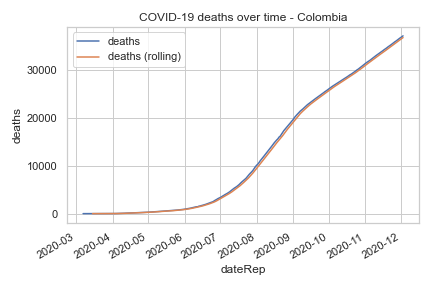 COVID-19 deaths over time - Colombia
deaths
deaths (rolling)
30000
20000
10000
0
deaths
2020-03
2020-04
2020-05
2020-06
2020-07
2020-08
2020-09
2020-10
2020-11
2020-12
dateRep